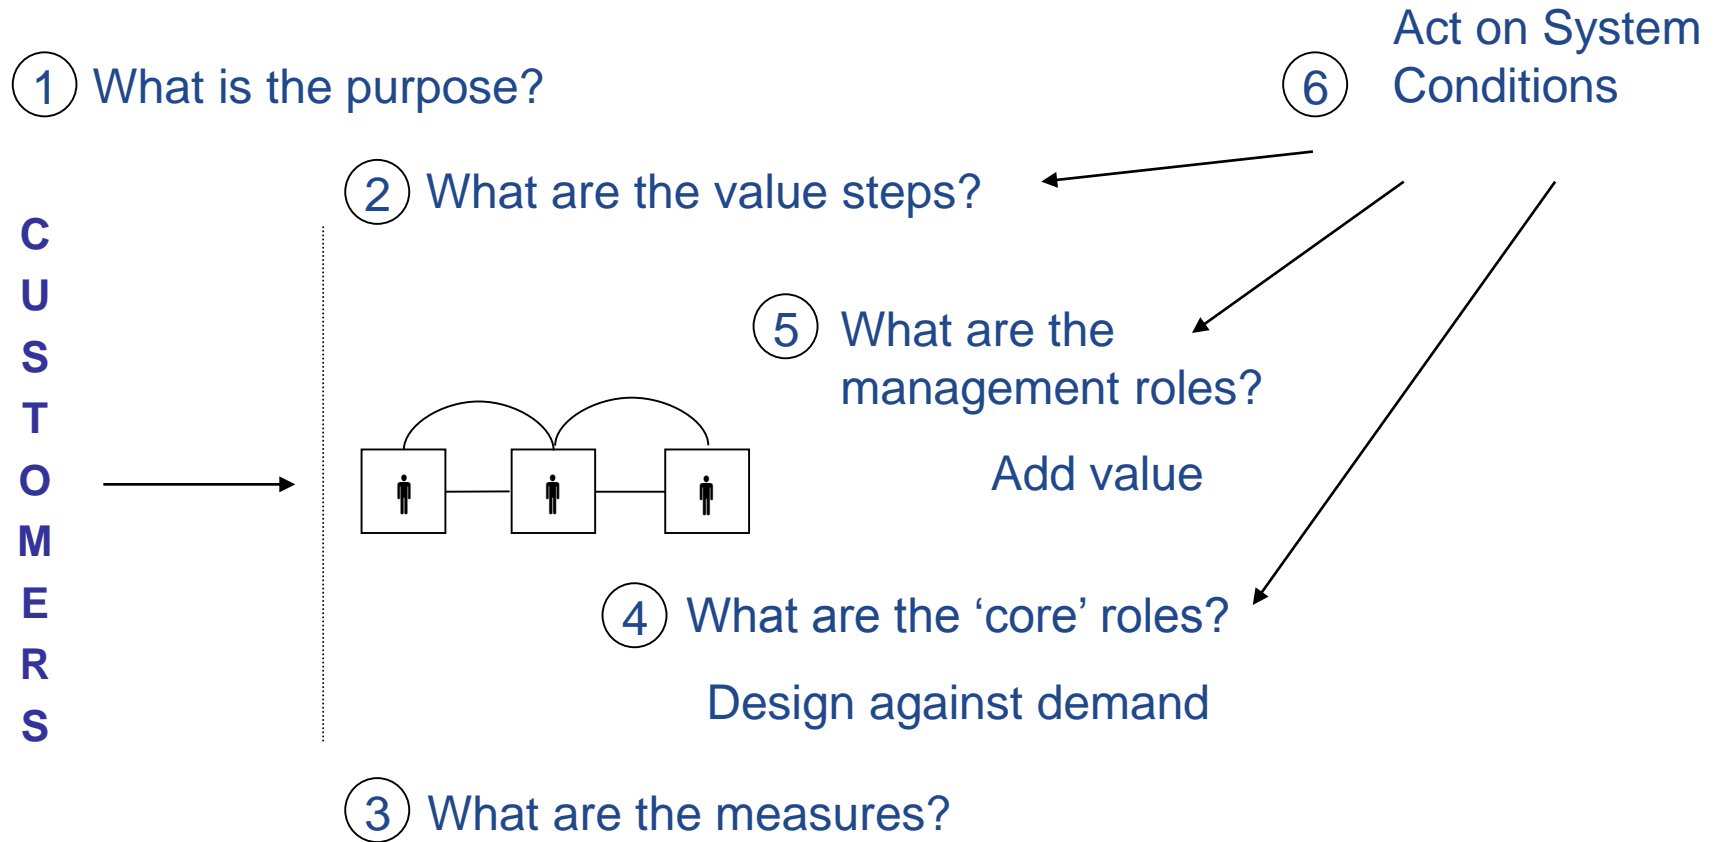 1 What is the purpose?
6 Act on System
Conditions
2 What are the value steps?
C
U
S
T
O
M
E
R
S
5 What are the
management roles?
Add value
4 What are the ‘core’ roles?
Design against demand
3 What are the measures?